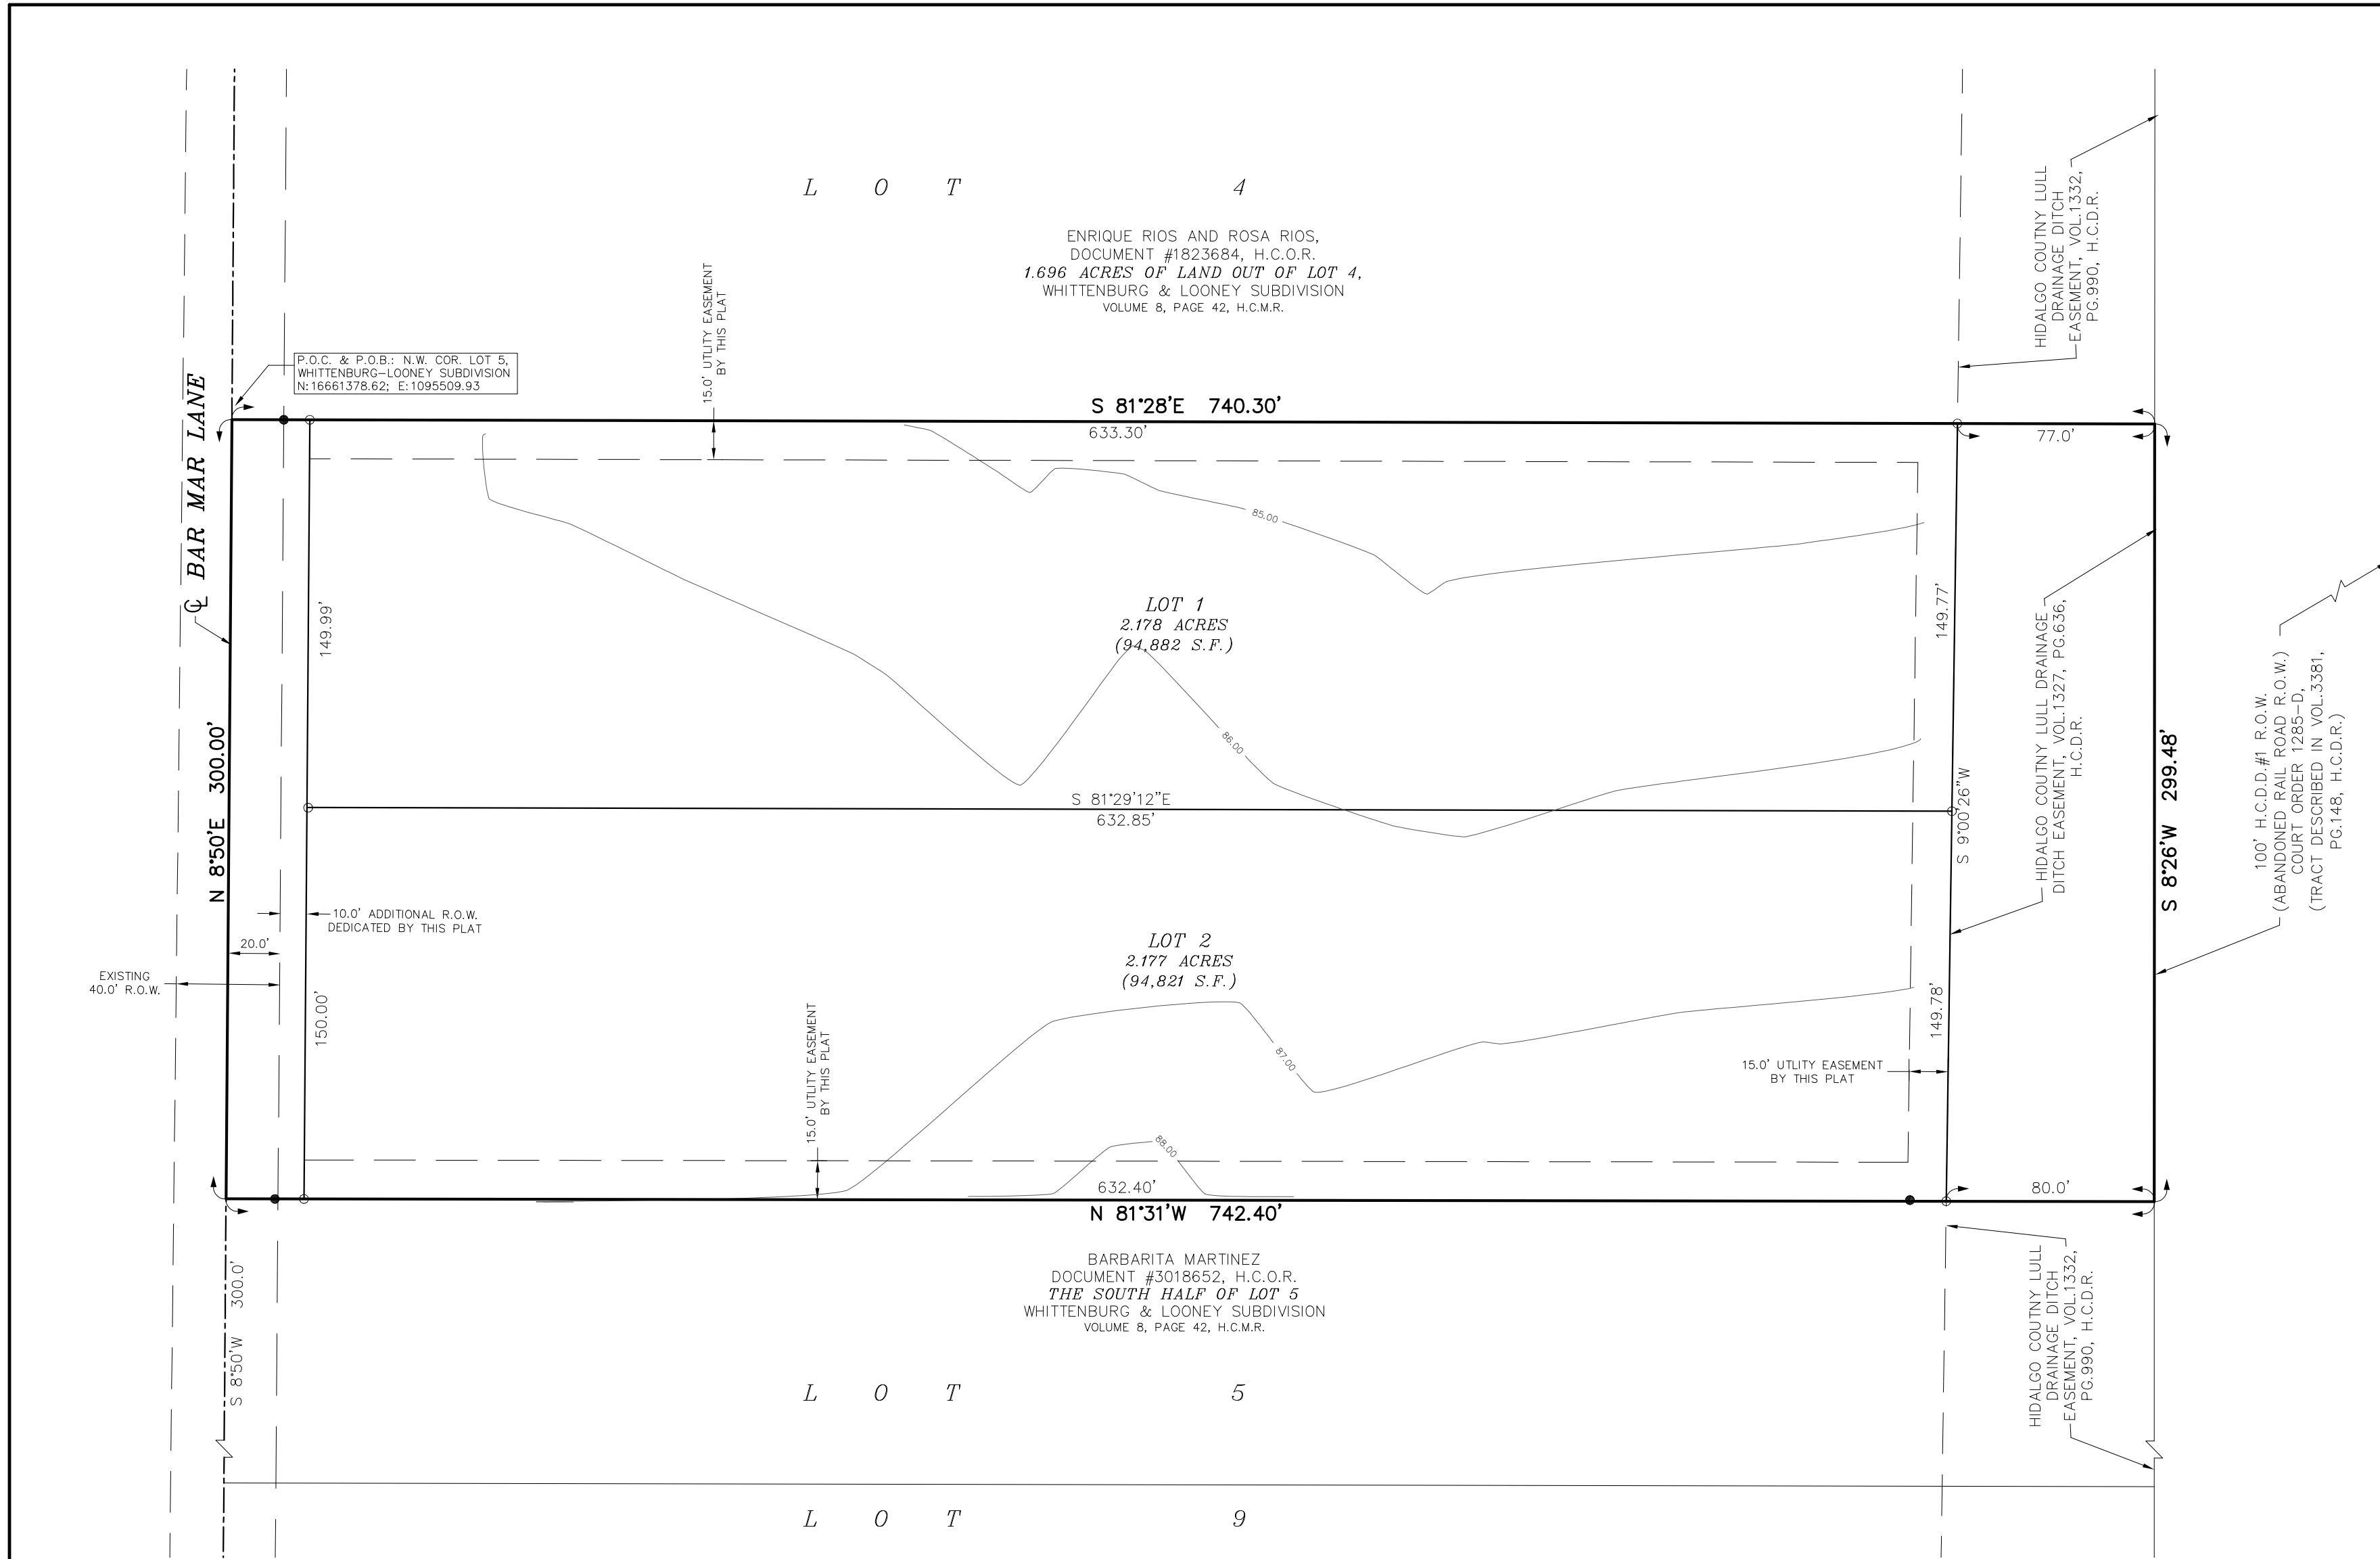 L O T 4
ENRIQUE RIOS AND ROSA RIOS,
DOCUMENT #1823684, H.C.O.R.
1.696 ACRES OF LAND OUT OF LOT 4,
WHITTENBURG & LOONEY SUBDIVISION
VOLUME 8, PAGE 42, H.C.M.R.
HIDALGO COUTNY LULL
DRAINAGE DITCH
EASEMENT, VOL.1332,
PG.990, H.C.D.R.
15.0' UTLITY EASEMENT
BY THIS PLAT
P.O.C. & P.O.B.: N.W. COR. LOT 5,
WHITTENBURG-LOONEY SUBDIVISION
N:16661378.62; E:1095509.93
℄ BAR MAR LANE
S 81°28'E 740.30'
633.30'
77.0'
85.00
149.99'
LOT 1
2.178 ACRES
(94,882 S.F.)
149.77'
86.00
N 8°50'E 300.00'
S 81°29'12"E
632.85'
S 9°00'26"W
HIDALGO COUTNY LULL DRAINAGE
DITCH EASEMENT, VOL.1327, PG.636,
H.C.D.R.
S 8°26'W 299.48'
100' H.C.D.D.#1 R.O.W.
(ABANDONED RAIL ROAD R.O.W.)
COURT ORDER 1285-D,
(TRACT DESCRIBED IN VOL.3381,
PG.148, H.C.D.R.)
10.0' ADDITIONAL R.O.W.
DEDICATED BY THIS PLAT
20.0'
EXISTING
40.0' R.O.W.
150.00'
LOT 2
2.177 ACRES
(94,821 S.F.)
149.78'
87.00
15.0' UTLITY EASEMENT
BY THIS PLAT
15.0' UTLITY EASEMENT
BY THIS PLAT
88.00
632.40'
80.0'
N 81°31'W 742.40'
BARBARITA MARTINEZ
DOCUMENT #3018652, H.C.O.R.
THE SOUTH HALF OF LOT 5
WHITTENBURG & LOONEY SUBDIVISION
VOLUME 8, PAGE 42, H.C.M.R.
S 8°50'W 300.0'
HIDALGO COUTNY LULL
DRAINAGE DITCH
EASEMENT, VOL.1332,
PG.990, H.C.D.R.
L O T 5
L O T 9